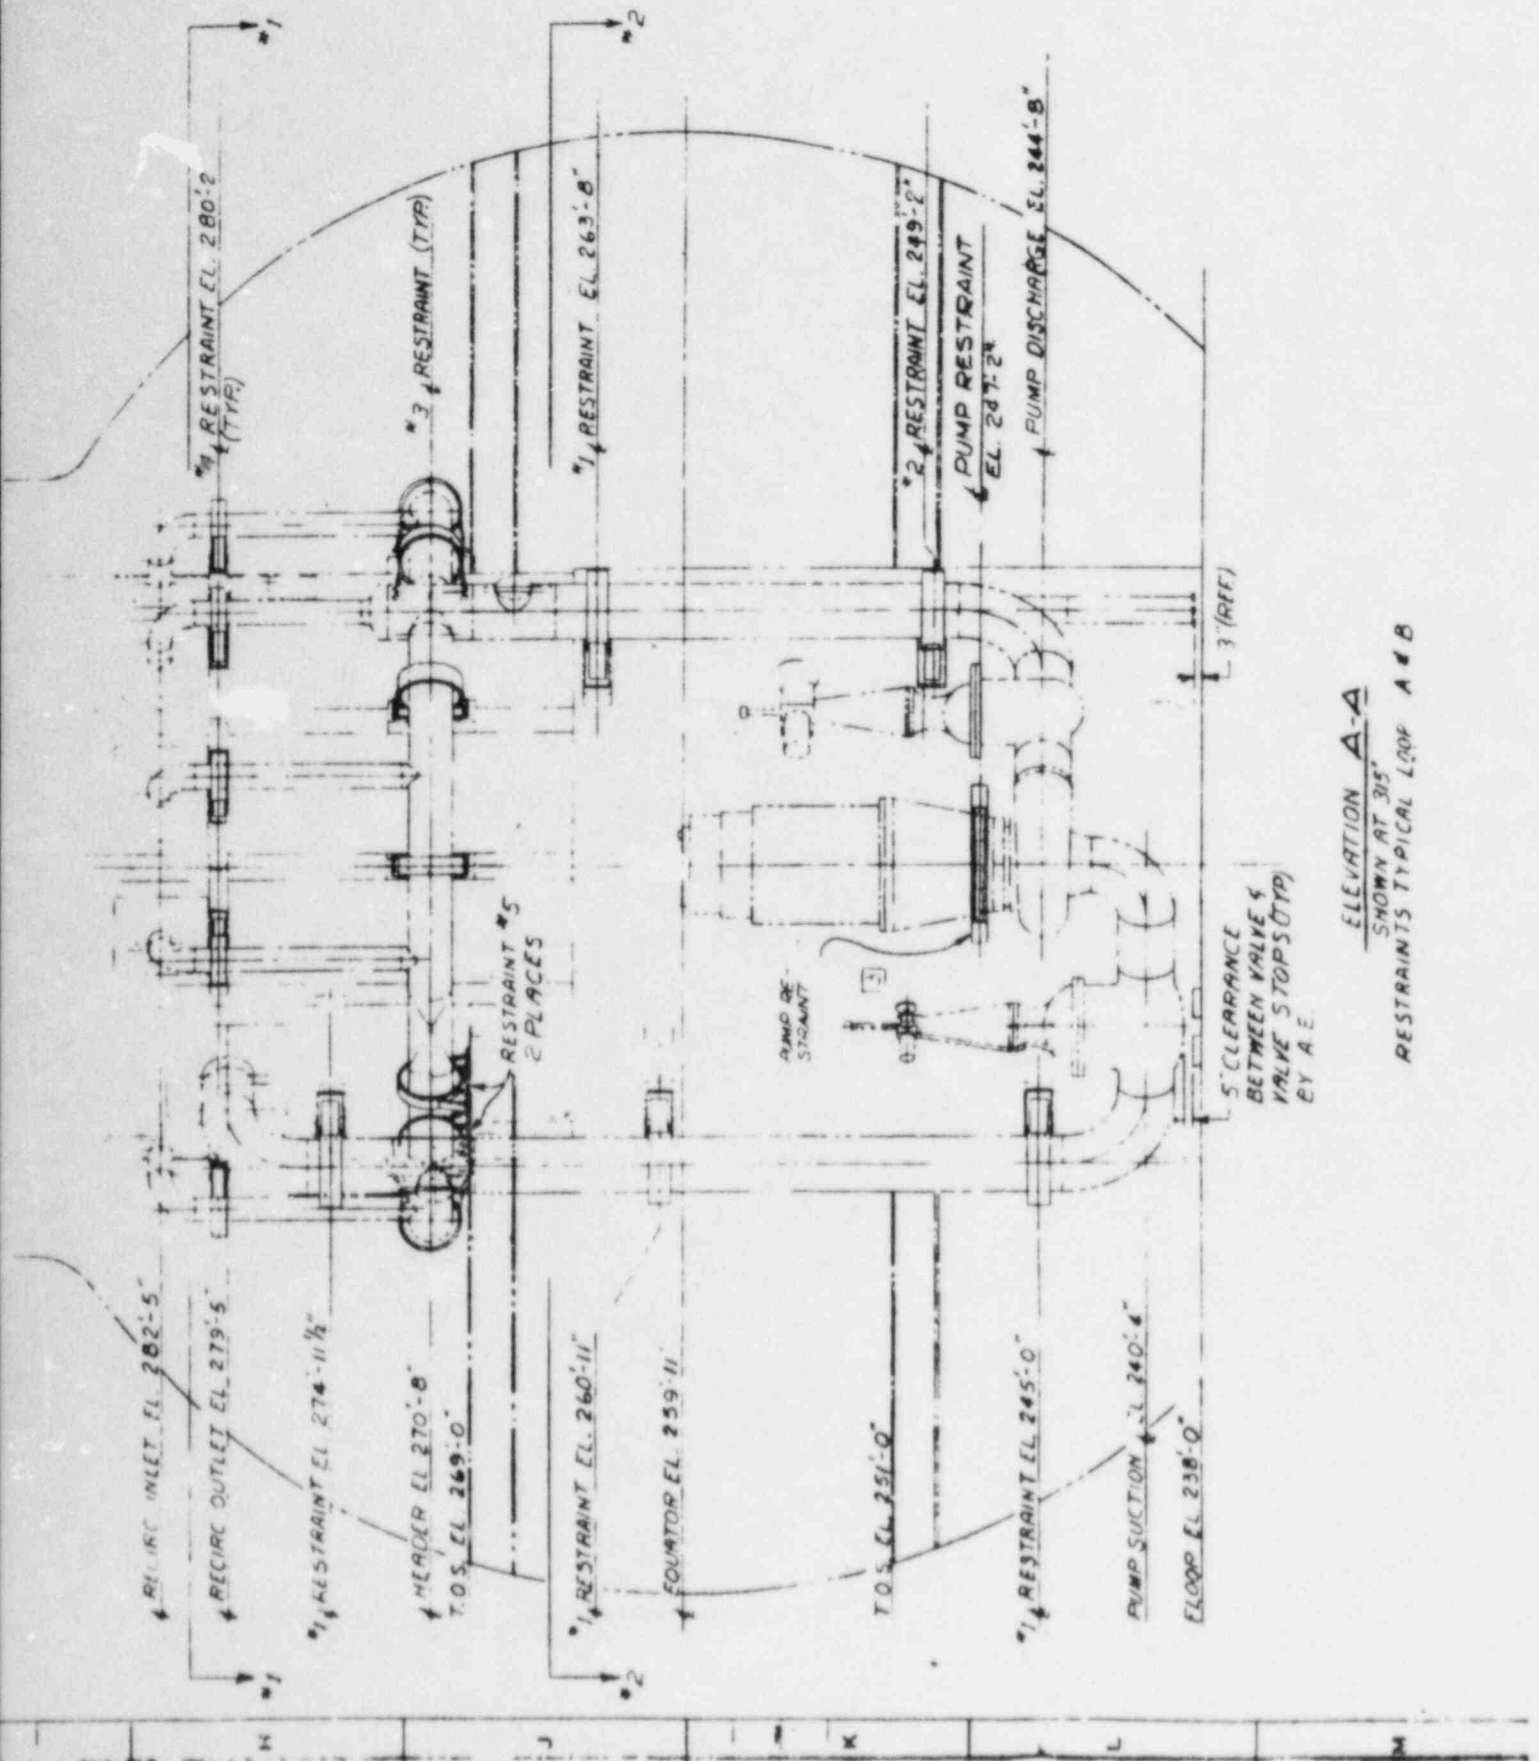 #1
#2
℄ RECIRC INLET EL. 282'-5"
℄ RECIRC OUTLET EL. 279'-5"
#1 ℄ RESTRAINT EL. 274'-11½"
℄ HEADER EL 270'-8"
T.O.S. EL 269'-0"
#1 ℄ RESTRAINT EL. 260'-11"
EQUATOR EL. 259'-11"
T.O.S. EL. 251'-0"
#1 ℄ RESTRAINT EL. 245'-0"
PUMP SUCTION ℄ EL 240'-4"
FLOOR EL 238'-0"
RESTRAINT #5
2 PLACES
PUMP RE-
STRAINT
5" CLEARANCE
BETWEEN VALVE &
VALVE STOPS (TYP)
BY A.E.
℄ RESTRAINT EL. 280'-2
(TYP.)
#3 ℄ RESTRAINT (TYP.)
#1 ℄ RESTRAINT EL 263'-8"
#2 ℄ RESTRAINT EL. 249'-2"
PUMP RESTRAINT
℄ EL. 247'-2"
℄ PUMP DISCHARGE EL. 244'-8"
3" (REF.)
#1
#2
ELEVATION A-A
SHOWN AT 315°
RESTRAINTS TYPICAL LOOP A & B
H
J
K
L
M